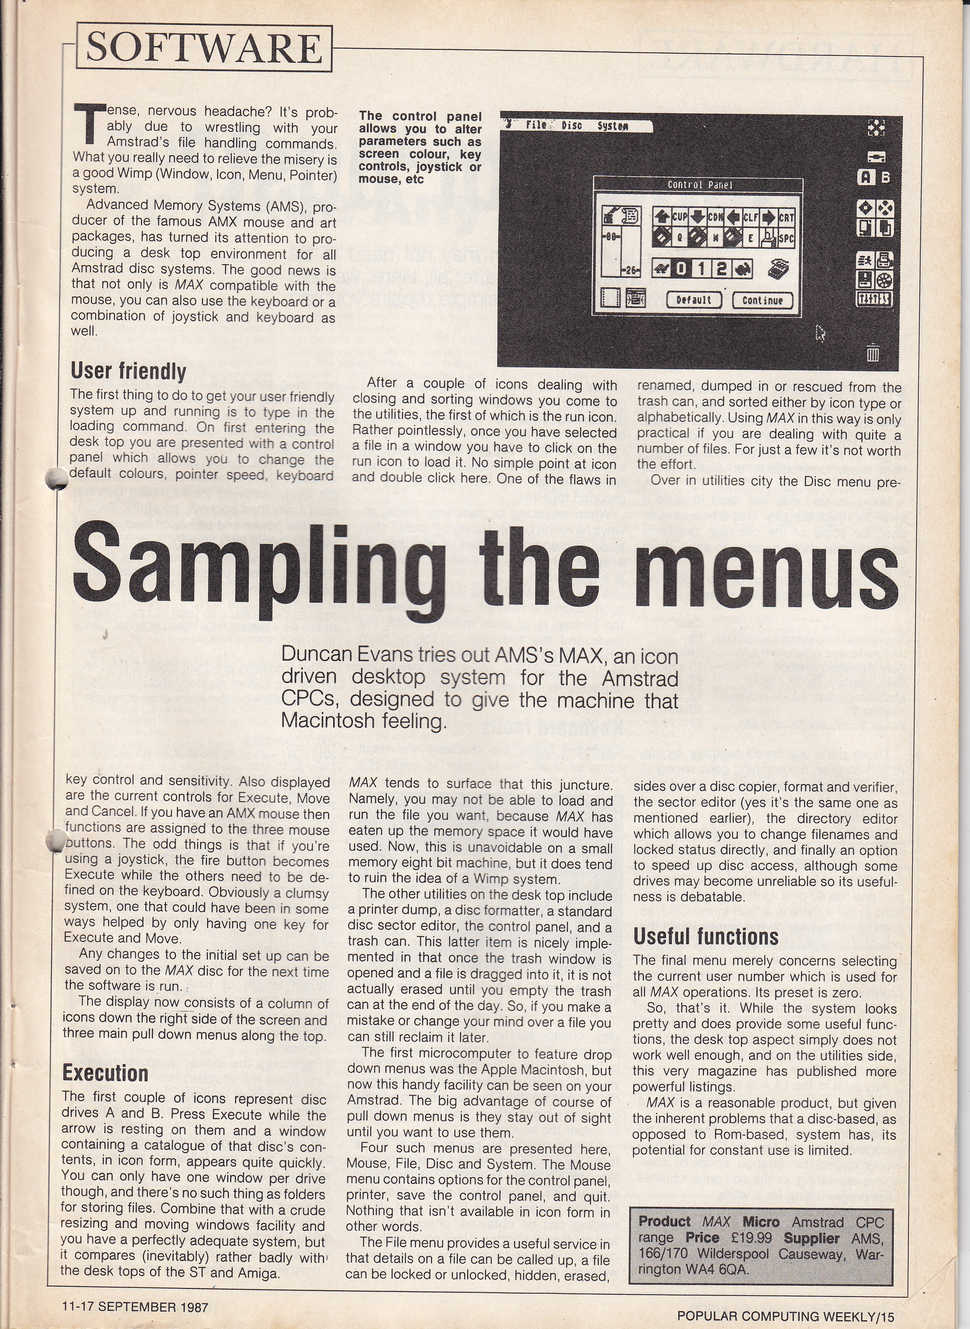 SOFTWARE
Tense, nervous headache? It's prob-
ably due to wrestling with your
Amstrad's file handling commands.
What you really need to relieve the misery is
a good Wimp (Window, Icon, Menu, Pointer)
system.
Advanced Memory Systems (AMS), pro-
ducer of the famous AMX mouse and art
packages, has turned its attention to pro-
ducing a desk top environment for all
Amstrad disc systems. The good news is
that not only is MAX compatible with the
mouse, you can also use the keyboard or a
combination of joystick and keyboard as
well.
User friendly
The first thing to do to get your user friendly
system up and running is to type in the
loading command. On first entering the
desk top you are presented with a control
panel which allows you to change the
default colours, pointer speed, keyboard
The control panel
allows you to alter
parameters such as
screen colour, key
controls, joystick or
mouse, etc
File Disc System
A B
Control Panel
CUP CDN CLF CRT
Q W E SPC
00
26
0 1 2
Default Continue
After a couple of icons dealing with
closing and sorting windows you come to
the utilities, the first of which is the run icon.
Rather pointlessly, once you have selected
a file in a window you have to click on the
run icon to load it. No simple point at icon
and double click here. One of the flaws in
renamed, dumped in or rescued from the
trash can, and sorted either by icon type or
alphabetically. Using MAX in this way is only
practical if you are dealing with quite a
number of files. For just a few it's not worth
the effort.
Over in utilities city the Disc menu pre-
Sampling the menus
Duncan Evans tries out AMS's MAX, an icon
driven desktop system for the Amstrad
CPCs, designed to give the machine that
Macintosh feeling.
key control and sensitivity. Also displayed
are the current controls for Execute, Move
and Cancel. If you have an AMX mouse then
functions are assigned to the three mouse
buttons. The odd things is that if you're
using a joystick, the fire button becomes
Execute while the others need to be de-
fined on the keyboard. Obviously a clumsy
system, one that could have been in some
ways helped by only having one key for
Execute and Move.
Any changes to the initial set up can be
saved on to the MAX disc for the next time
the software is run.
The display now consists of a column of
icons down the right side of the screen and
three main pull down menus along the top.
Execution
The first couple of icons represent disc
drives A and B. Press Execute while the
arrow is resting on them and a window
containing a catalogue of that disc's con-
tents, in icon form, appears quite quickly.
You can only have one window per drive
though, and there's no such thing as folders
for storing files. Combine that with a crude
resizing and moving windows facility and
you have a perfectly adequate system, but
it compares (inevitably) rather badly with
the desk tops of the ST and Amiga.
MAX tends to surface that this juncture.
Namely, you may not be able to load and
run the file you want, because MAX has
eaten up the memory space it would have
used. Now, this is unavoidable on a small
memory eight bit machine, but it does tend
to ruin the idea of a Wimp system.
The other utilities on the desk top include
a printer dump, a disc formatter, a standard
disc sector editor, the control panel, and a
trash can. This latter item is nicely imple-
mented in that once the trash window is
opened and a file is dragged into it, it is not
actually erased until you empty the trash
can at the end of the day. So, if you make a
mistake or change your mind over a file you
can still reclaim it later.
The first microcomputer to feature drop
down menus was the Apple Macintosh, but
now this handy facility can be seen on your
Amstrad. The big advantage of course of
pull down menus is they stay out of sight
until you want to use them.
Four such menus are presented here,
Mouse, File, Disc and System. The Mouse
menu contains options for the control panel,
printer, save the control panel, and quit.
Nothing that isn't available in icon form in
other words.
The File menu provides a useful service in
that details on a file can be called up, a file
can be locked or unlocked, hidden, erased,
sides over a disc copier, format and verifier,
the sector editor (yes it's the same one as
mentioned earlier), the directory editor
which allows you to change filenames and
locked status directly, and finally an option
to speed up disc access, although some
drives may become unreliable so its useful-
ness is debatable.
Useful functions
The final menu merely concerns selecting
the current user number which is used for
all MAX operations. Its preset is zero.
So, that's it. While the system looks
pretty and does provide some useful func-
tions, the desk top aspect simply does not
work well enough, and on the utilities side,
this very magazine has published more
powerful listings.
MAX is a reasonable product, but given
the inherent problems that a disc-based, as
opposed to Rom-based, system has, its
potential for constant use is limited.
Product MAX Micro Amstrad CPC
range Price £19.99 Supplier AMS,
166/170 Wilderspool Causeway, War-
rington WA4 6QA.
11-17 SEPTEMBER 1987
POPULAR COMPUTING WEEKLY/15